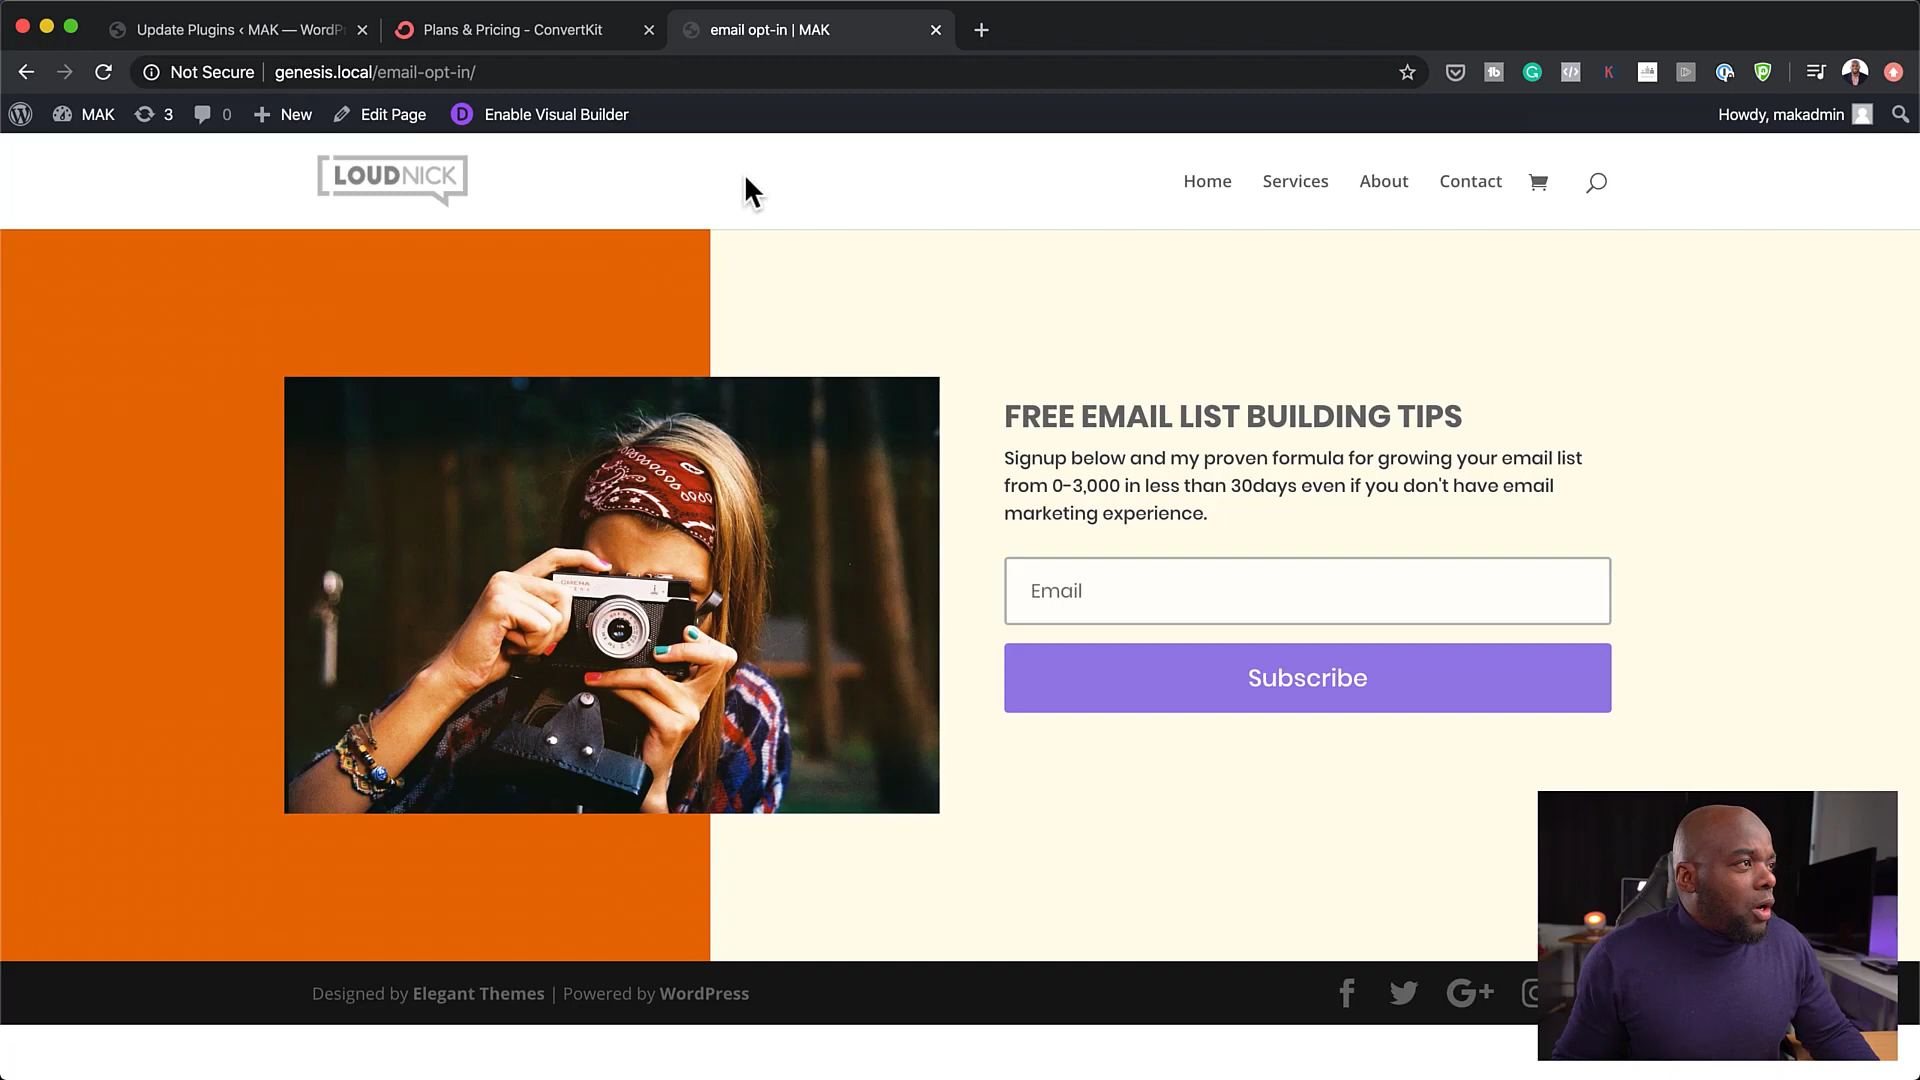 Update Plugins ‹ MAK — WordP
Plans & Pricing - ConvertKit
email opt-in | MAK
Not Secure
genesis.local/email-opt-in/
MAK
3
0
New
Edit Page
Enable Visual Builder
Howdy, makadmin
LOUDNICK
Home
Services
About
Contact
FREE EMAIL LIST BUILDING TIPS
Signup below and my proven formula for growing your email list
from 0-3,000 in less than 30days even if you don't have email
marketing experience.
Email
Subscribe
Designed by Elegant Themes | Powered by WordPress